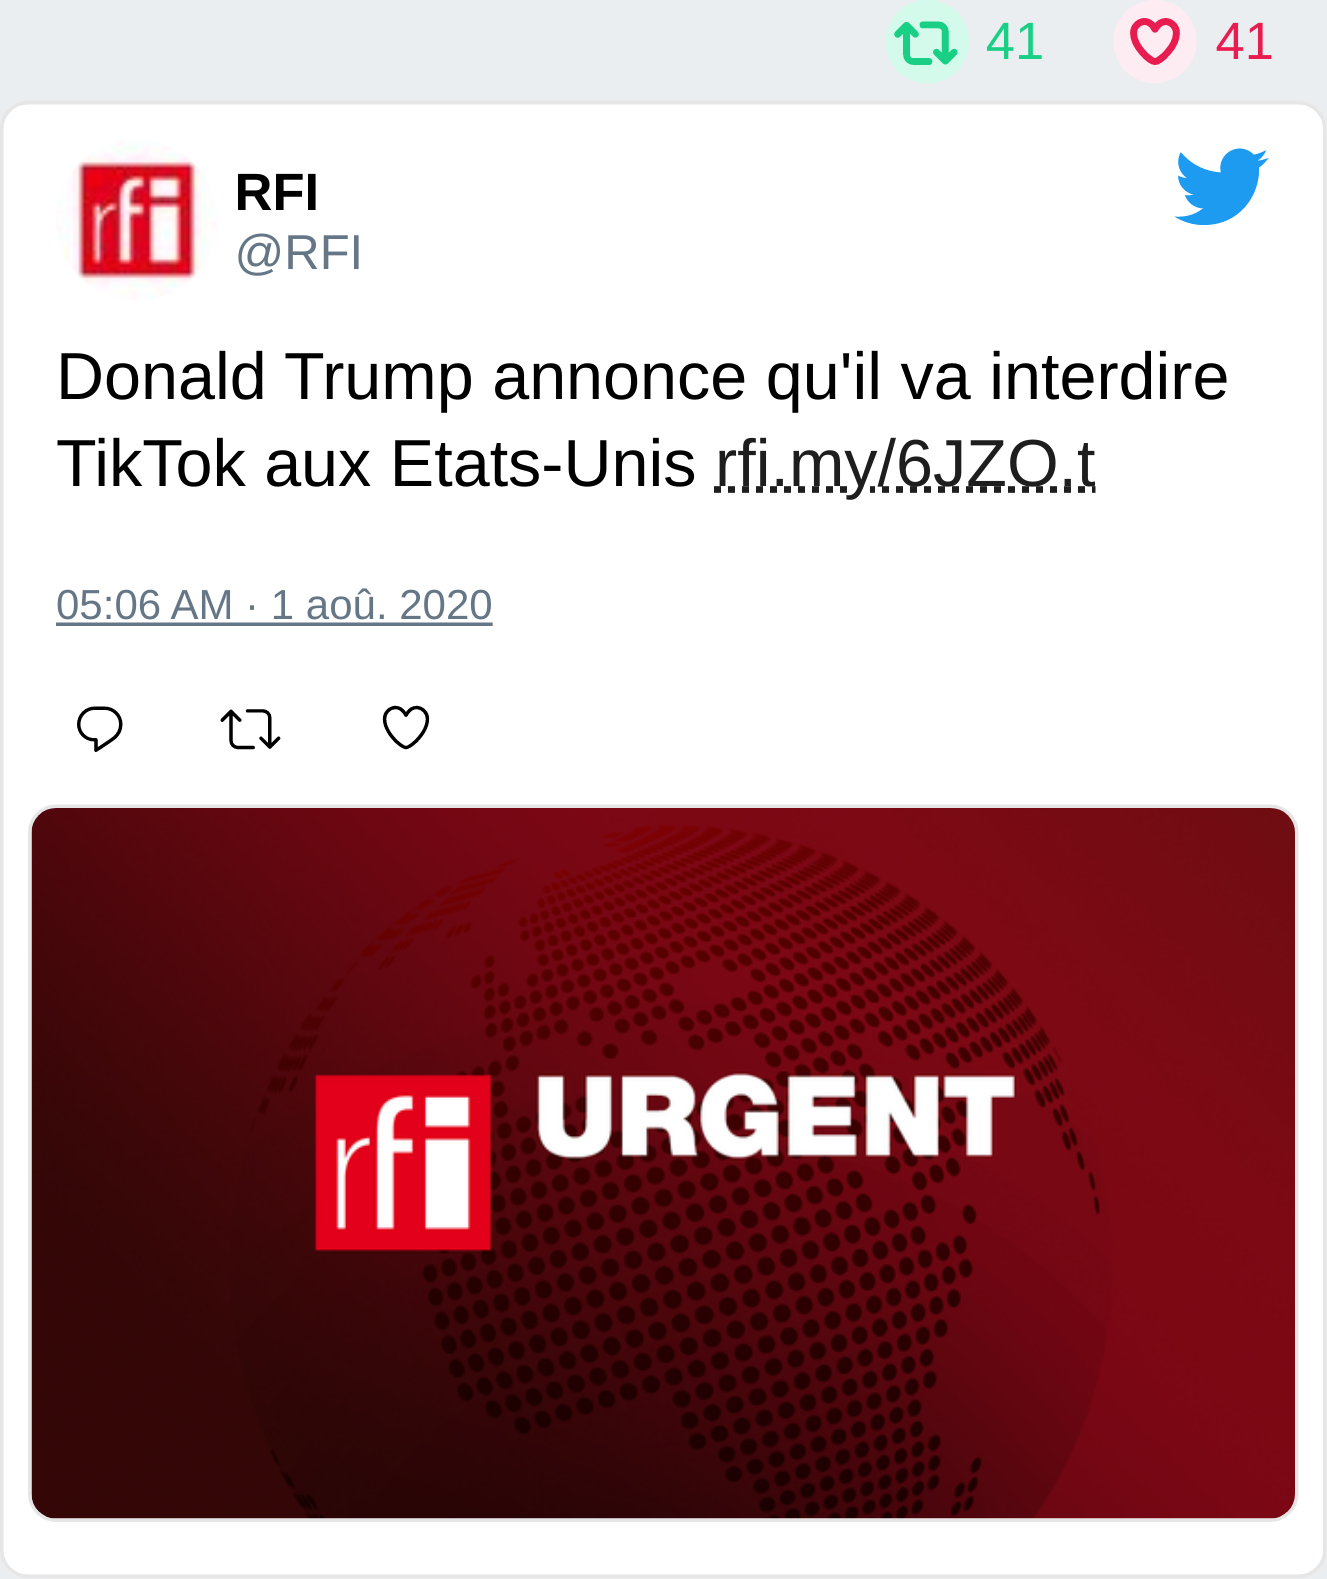 41 41
rfi
RFI
@RFI
Donald Trump annonce qu'il va interdire
TikTok aux Etats-Unis rfi.my/6JZO.t
05:06 AM · 1 aoû. 2020
rfi URGENT